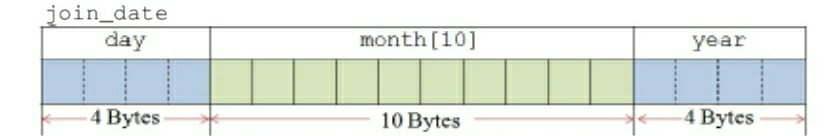 join_date
day month[10] year
4 Bytes 10 Bytes 4 Bytes